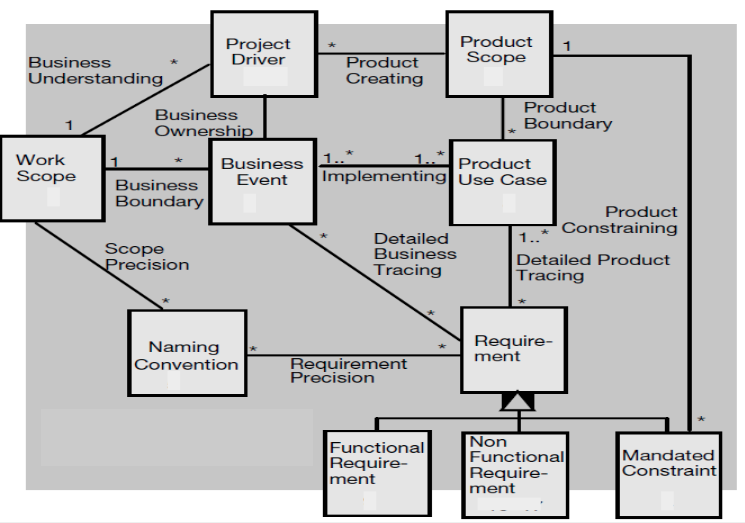 Project
Driver
Product
Scope
*
1
Product
Creating
Business
Understanding
*
1
Business
Ownership
Product
Boundary
*
Work
Scope
1
*
Business
Boundary
Business
Event
1..*
1..*
Implementing
Product
Use Case
Product
Constraining
Scope
Precision
*
*
Detailed
Business
Tracing
*
1..*
Detailed Product
Tracing
*
Naming
Convention
*
*
Requirement
Precision
Require-
ment
*
Functional
Require-
ment
Non
Functional
Require-
ment
Mandated
Constraint